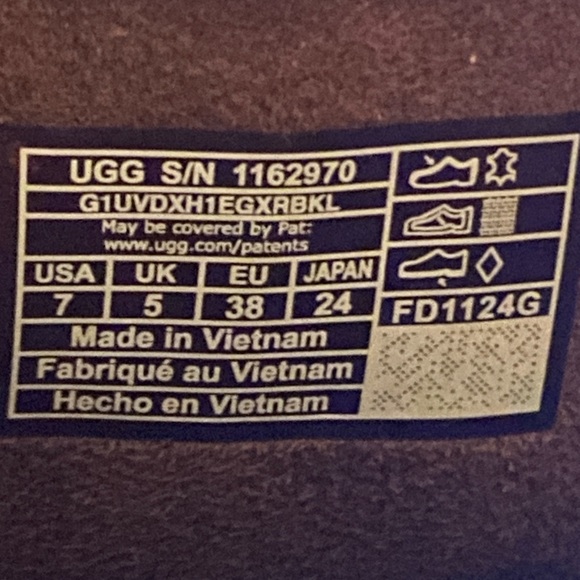 UGG S/N 1162970
G1UVDXH1EGXRBKL
May be covered by Pat:
www.ugg.com/patents
USA UK EU JAPAN
7 5 38 24
FD1124G
Made in Vietnam
Fabriqué au Vietnam
Hecho en Vietnam